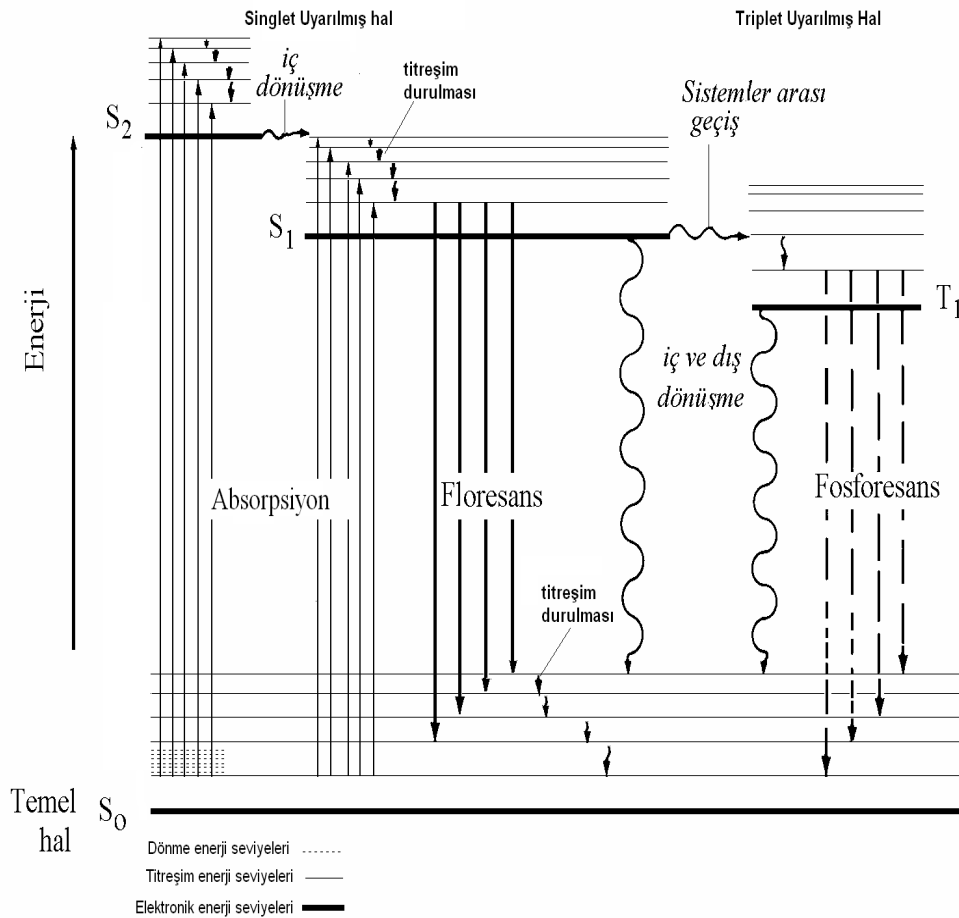 Singlet Uyarılmış hal
Triplet Uyarılmış Hal
iç
dönüşme
titreşim
durulması
Sistemler arası
geçiş
S2
S1
T1
Enerji
iç ve dış
dönüşme
Absorpsiyon
Floresans
Fosforesans
titreşim
durulması
Temel
hal
S0
Dönme enerji seviyeleri
Titreşim enerji seviyeleri
Elektronik enerji seviyeleri